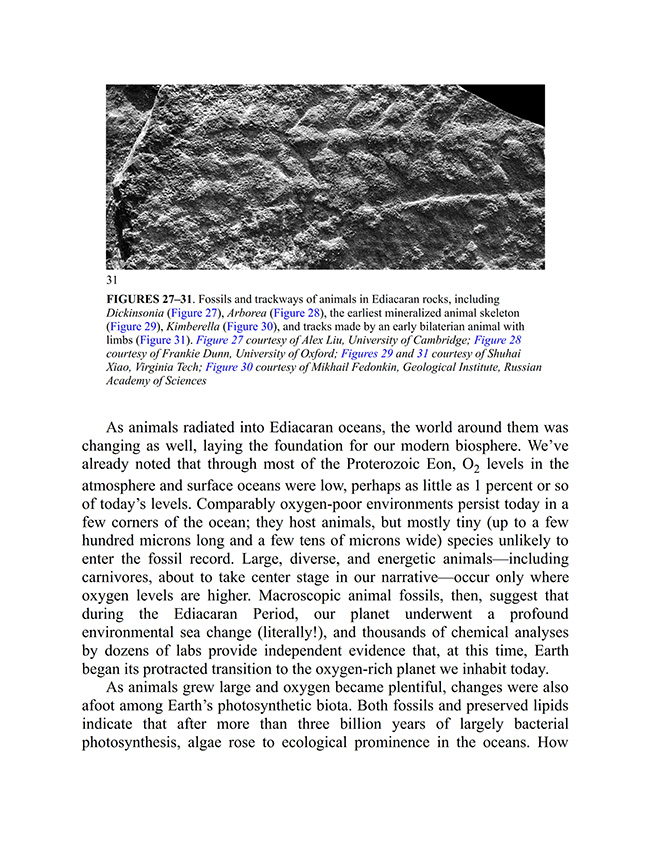 31
FIGURES 27–31. Fossils and trackways of animals in Ediacaran rocks, including
Dickinsonia (Figure 27), Arborea (Figure 28), the earliest mineralized animal skeleton
(Figure 29), Kimberella (Figure 30), and tracks made by an early bilaterian animal with
limbs (Figure 31). Figure 27 courtesy of Alex Liu, University of Cambridge; Figure 28
courtesy of Frankie Dunn, University of Oxford; Figures 29 and 31 courtesy of Shuhai
Xiao, Virginia Tech; Figure 30 courtesy of Mikhail Fedonkin, Geological Institute, Russian
Academy of Sciences
As animals radiated into Ediacaran oceans, the world around them was
changing as well, laying the foundation for our modern biosphere. We’ve
already noted that through most of the Proterozoic Eon, O2 levels in the
atmosphere and surface oceans were low, perhaps as little as 1 percent or so
of today’s levels. Comparably oxygen-poor environments persist today in a
few corners of the ocean; they host animals, but mostly tiny (up to a few
hundred microns long and a few tens of microns wide) species unlikely to
enter the fossil record. Large, diverse, and energetic animals—including
carnivores, about to take center stage in our narrative—occur only where
oxygen levels are higher. Macroscopic animal fossils, then, suggest that
during the Ediacaran Period, our planet underwent a profound
environmental sea change (literally!), and thousands of chemical analyses
by dozens of labs provide independent evidence that, at this time, Earth
began its protracted transition to the oxygen-rich planet we inhabit today.
As animals grew large and oxygen became plentiful, changes were also
afoot among Earth’s photosynthetic biota. Both fossils and preserved lipids
indicate that after more than three billion years of largely bacterial
photosynthesis, algae rose to ecological prominence in the oceans. How